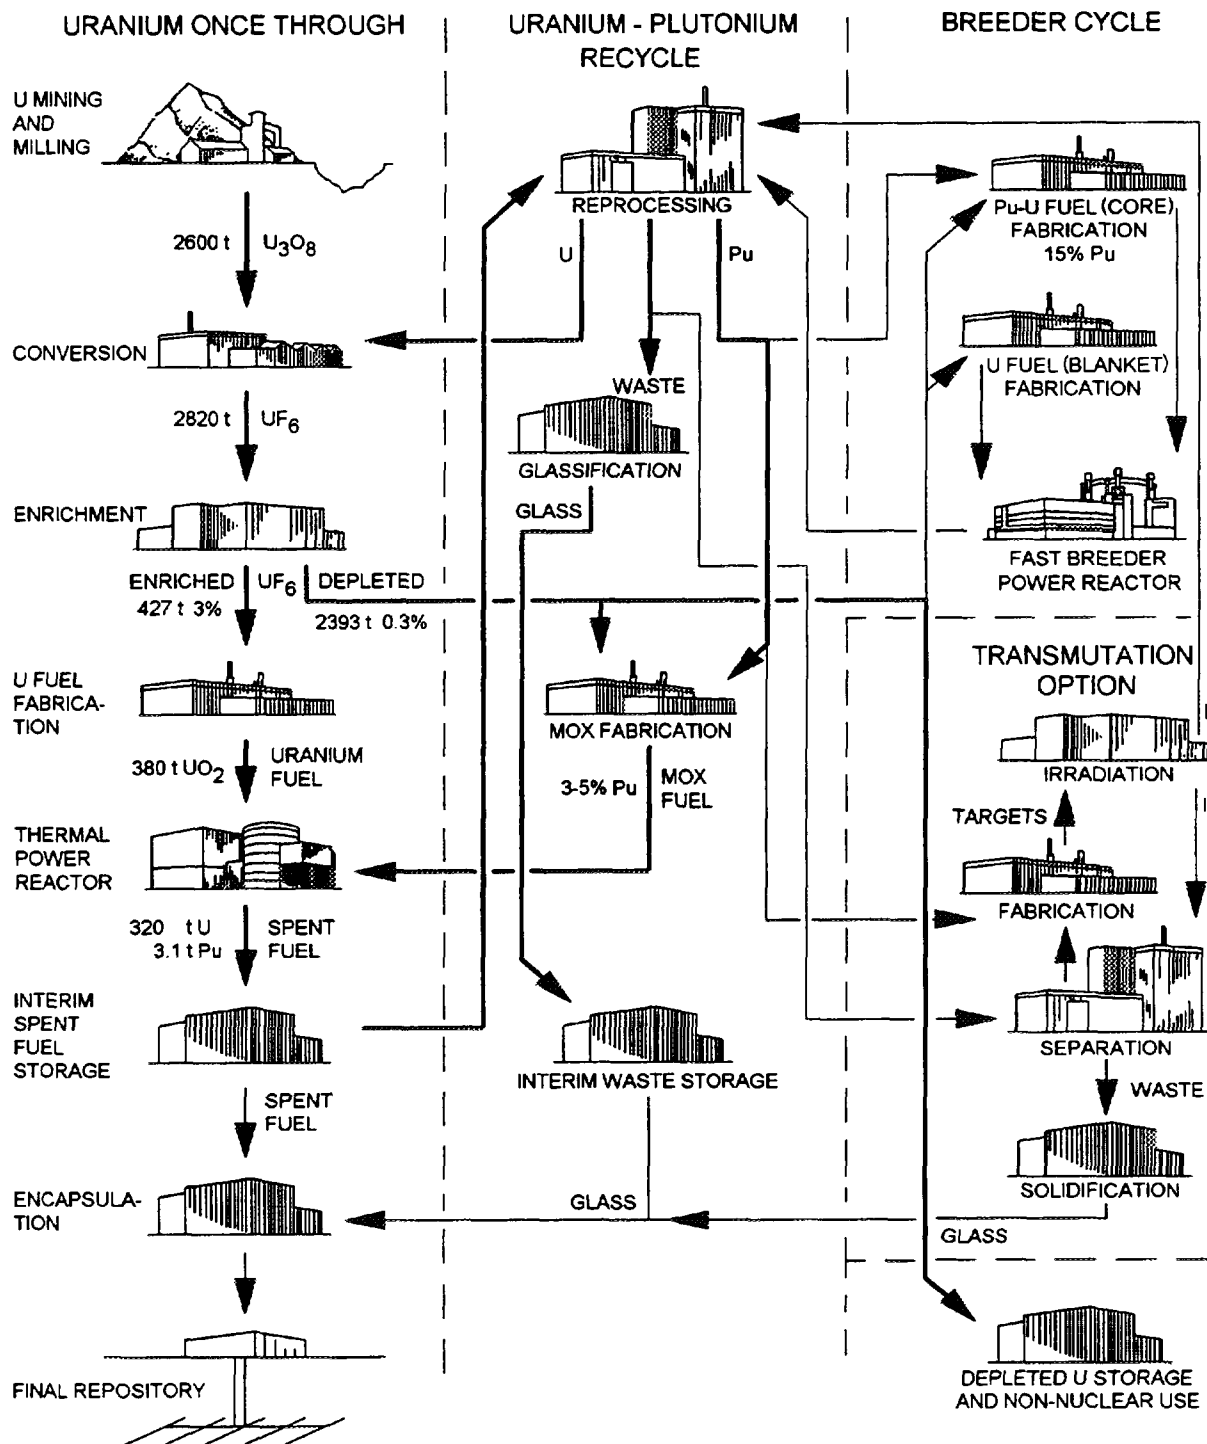 URANIUM ONCE THROUGH
URANIUM - PLUTONIUM
RECYCLE
BREEDER CYCLE
U MINING
AND
MILLING
2600 t U3O8
CONVERSION
2820 t UF6
ENRICHMENT
ENRICHED UF6 DEPLETED
427 t 3%
2393 t 0.3%
U FUEL
FABRICA-
TION
380 t UO2
URANIUM
FUEL
THERMAL
POWER
REACTOR
320 t U
3.1 t Pu
SPENT
FUEL
INTERIM
SPENT
FUEL
STORAGE
SPENT
FUEL
ENCAPSULA-
TION
FINAL REPOSITORY
REPROCESSING
U
Pu
WASTE
GLASSIFICATION
GLASS
MOX FABRICATION
3-5% Pu
MOX
FUEL
INTERIM WASTE STORAGE
GLASS
Pu-U FUEL (CORE)
FABRICATION
15% Pu
U FUEL (BLANKET)
FABRICATION
FAST BREEDER
POWER REACTOR
TRANSMUTATION
OPTION
IRRADIATION
TARGETS
FABRICATION
SEPARATION
WASTE
SOLIDIFICATION
GLASS
DEPLETED U STORAGE
AND NON-NUCLEAR USE